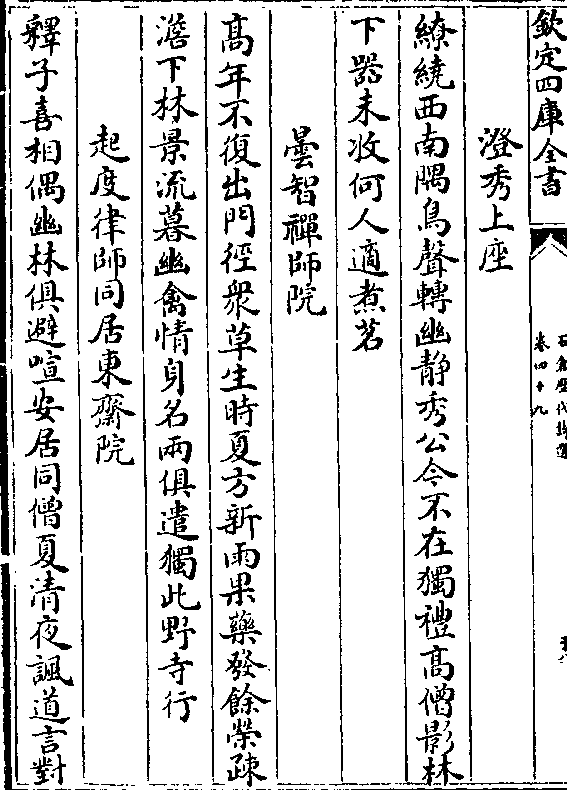 欽定四庫全書
卷四十九
澄秀上座
繚繞西南隅鳥聲轉幽静秀公今不在獨禮高僧影林
下器未收何人適煮茗
曇智禪師院
高年不復出門徑衆草生時夏方新雨果藥發餘榮疎
澹下林景流暮幽禽情身名兩俱遣獨此野寺行
起度律師同居東齋院
釋子喜相偶幽林俱避喧安居同僧夏清夜諷道言對